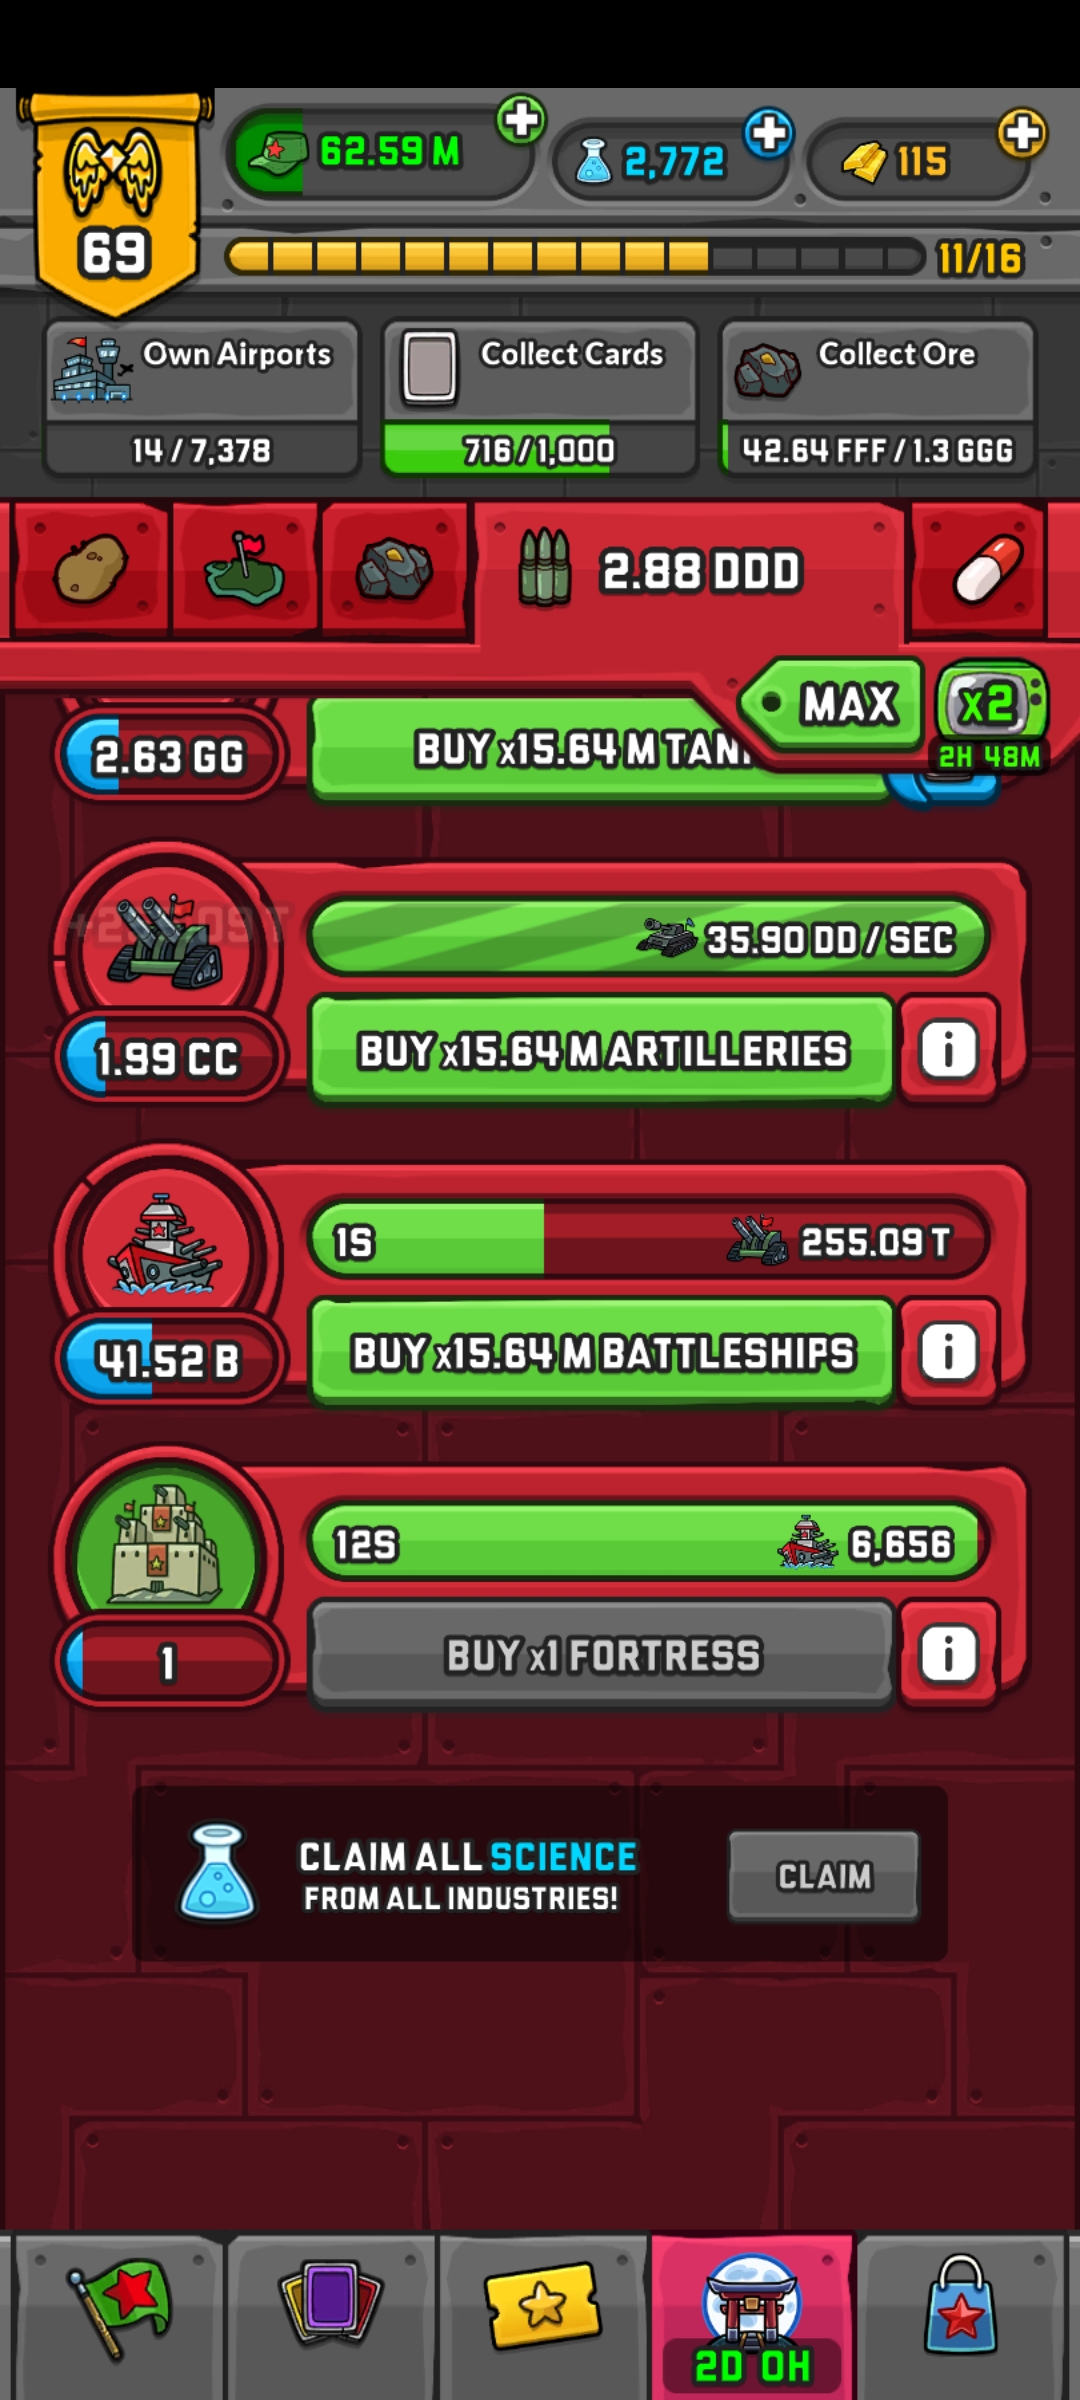 62.59 M
2,772
115
69
11/16
Own Airports
14 / 7,378
Collect Cards
716 / 1,000
Collect Ore
42.64 FFF / 1.3 GGG
2.88 DDD
MAX
x2
2H 48M
2.63 GG
BUY x15.64 M
35.90 DD / SEC
1.99 CC
BUY x15.64 M ARTILLERIES
i
1S
255.09 T
41.52 B
BUY x15.64 M BATTLESHIPS
i
12S
6,656
1
BUY x1 FORTRESS
i
CLAIM ALL SCIENCE
FROM ALL INDUSTRIES!
CLAIM
2D 0H